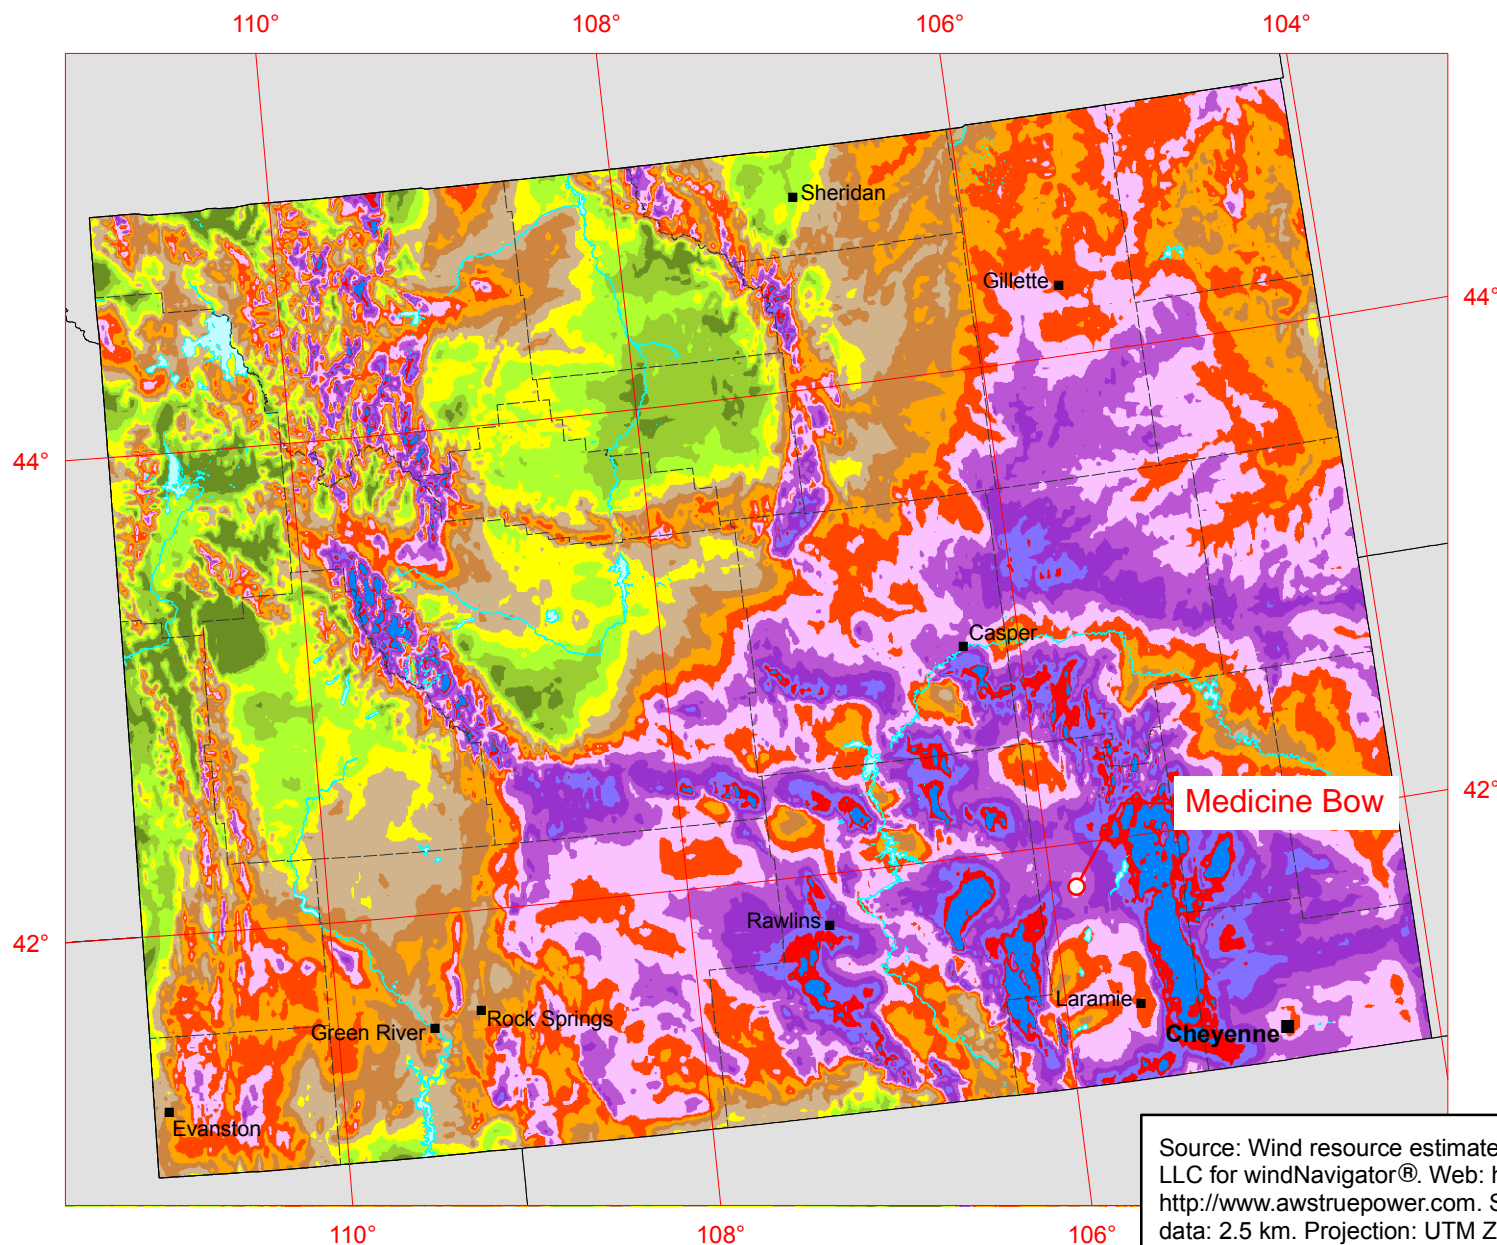 110°
108°
106°
104°
Sheridan
Gillette
44°
44°
Casper
Medicine Bow
42°
Rawlins
42°
Laramie
Rock Springs
Green River
Cheyenne
Evanston
Source: Wind resource estimate
LLC for windNavigator®. Web: h
http://www.awstruepower.com. S
data: 2.5 km. Projection: UTM Z
110°
108°
106°